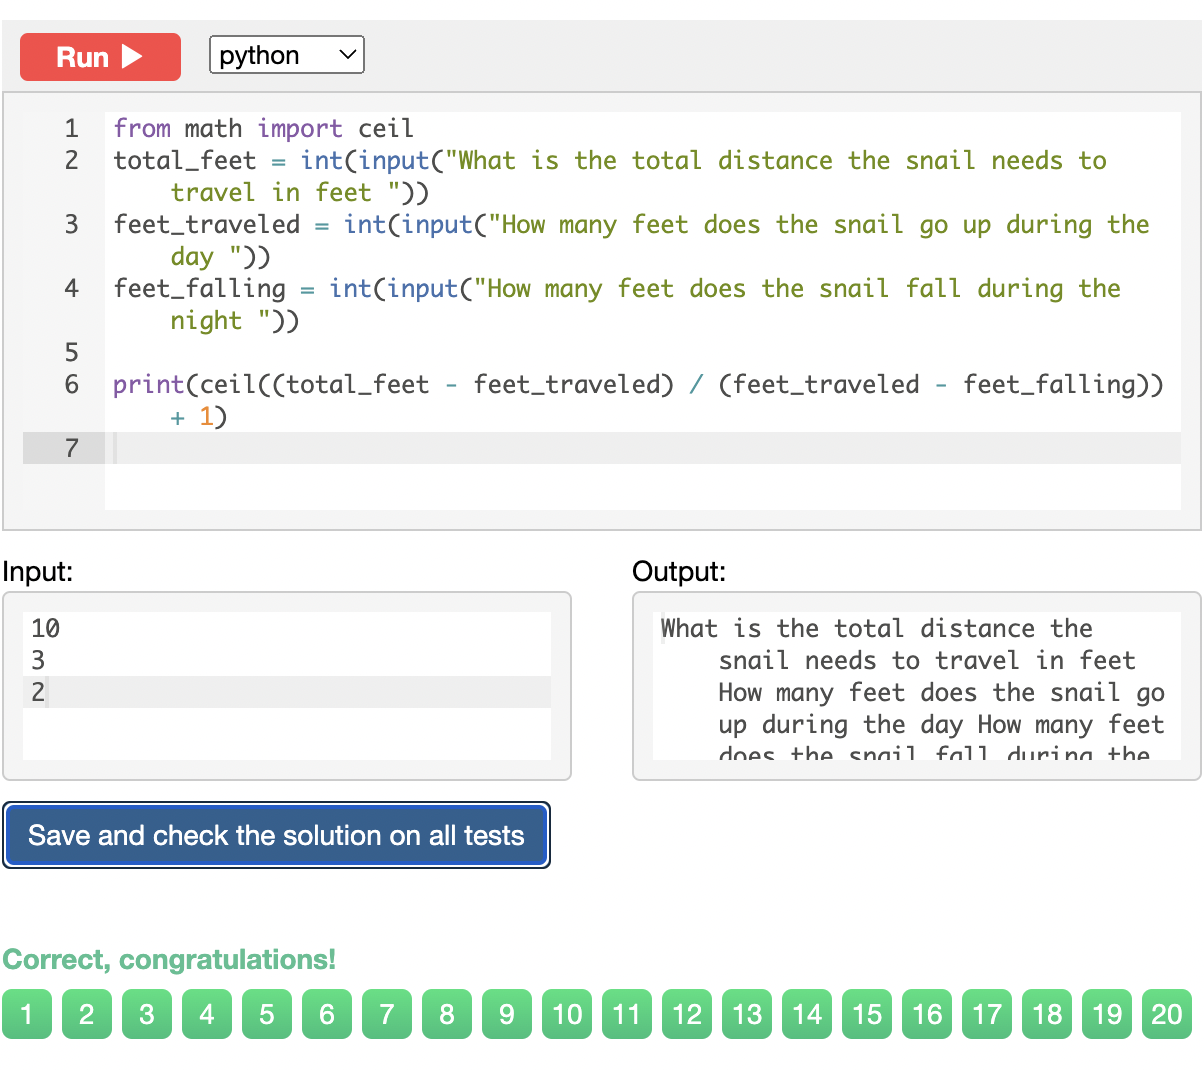 Run
python
1 from math import ceil
2 total_feet = int(input("What is the total distance the snail needs to
travel in feet "))
3 feet_traveled = int(input("How many feet does the snail go up during the
day "))
4 feet_falling = int(input("How many feet does the snail fall during the
night "))
5
6 print(ceil((total_feet - feet_traveled) / (feet_traveled - feet_falling))
+ 1)
7
Input:
10
3
2
Output:
What is the total distance the
snail needs to travel in feet
How many feet does the snail go
up during the day How many feet
does the snail fall during the
Save and check the solution on all tests
Correct, congratulations!
1 2 3 4 5 6 7 8 9 10 11 12 13 14 15 16 17 18 19 20